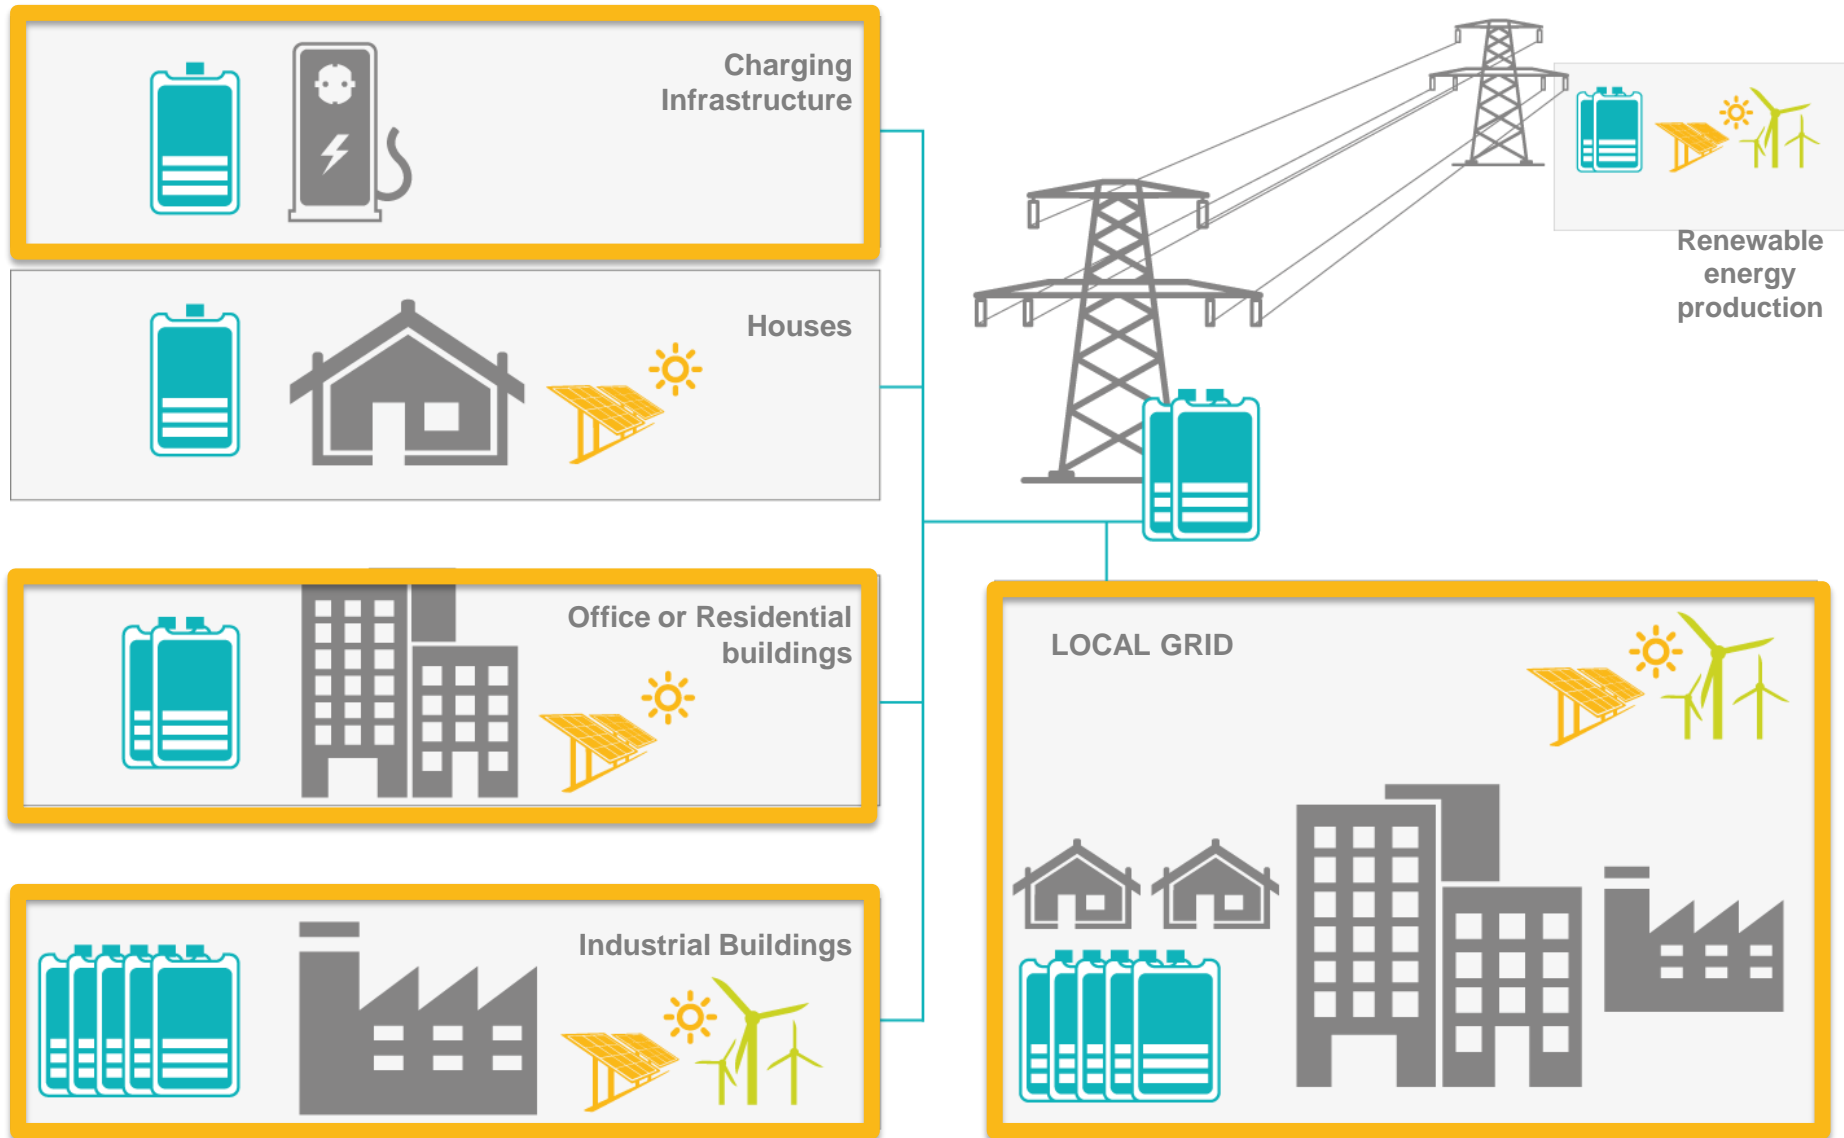 Charging
Infrastructure
Houses
Office or Residential
buildings
Industrial Buildings
Renewable
energy
production
LOCAL GRID